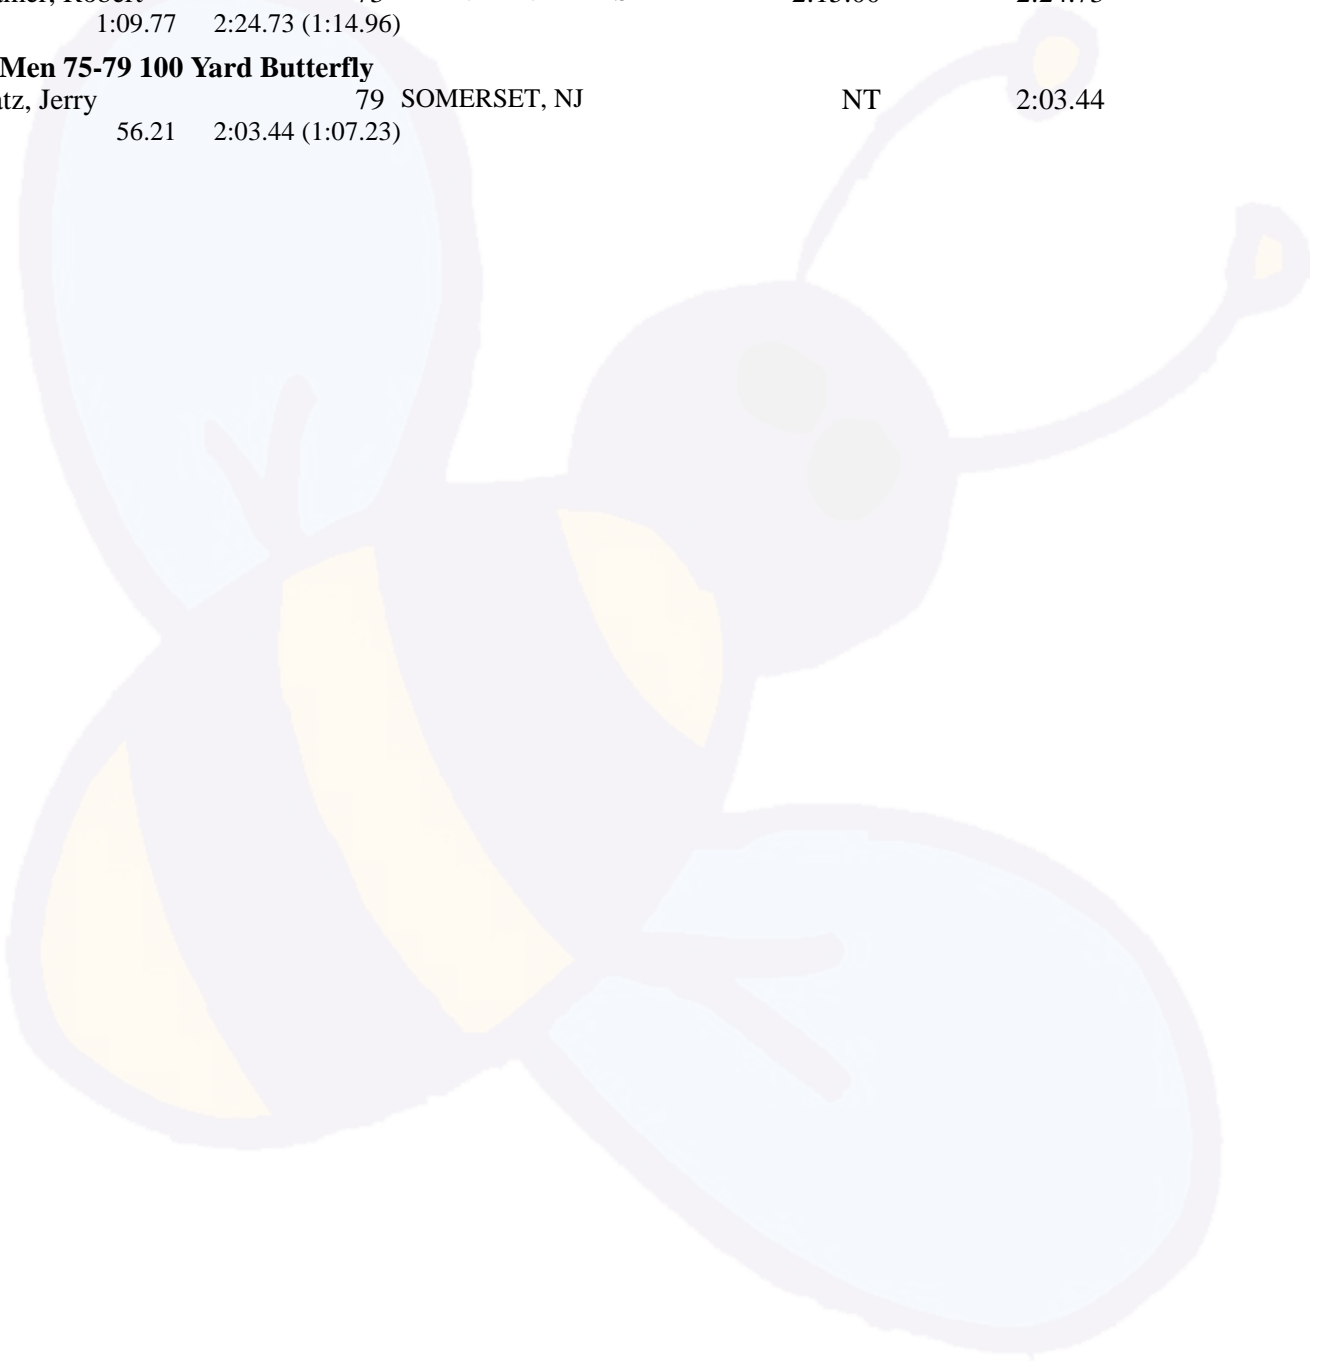 Robert
1:09.77 2:24.73 (1:14.96)
Men 75-79 100 Yard Butterfly
atz, Jerry 79 SOMERSET, NJ NT 2:03.44
56.21 2:03.44 (1:07.23)